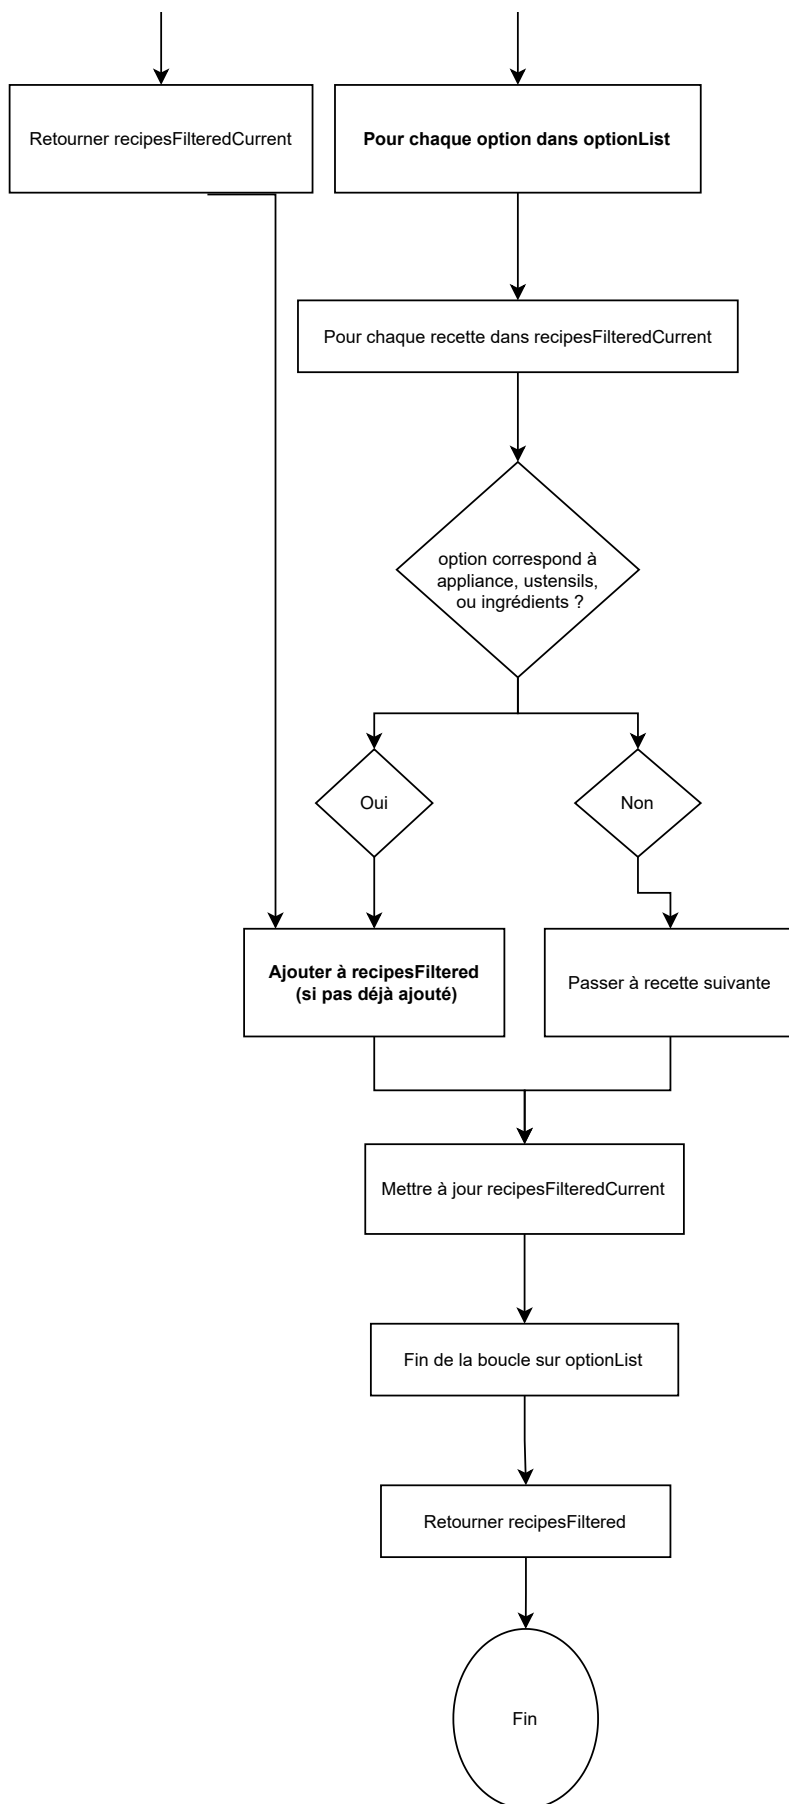 Retourner recipesFilteredCurrent
Pour chaque option dans optionList
Pour chaque recette dans recipesFilteredCurrent
option correspond à
appliance, ustensils,
ou ingrédients ?
Oui
Non
Ajouter à recipesFiltered
(si pas déjà ajouté)
Passer à recette suivante
Mettre à jour recipesFilteredCurrent
Fin de la boucle sur optionList
Retourner recipesFiltered
Fin